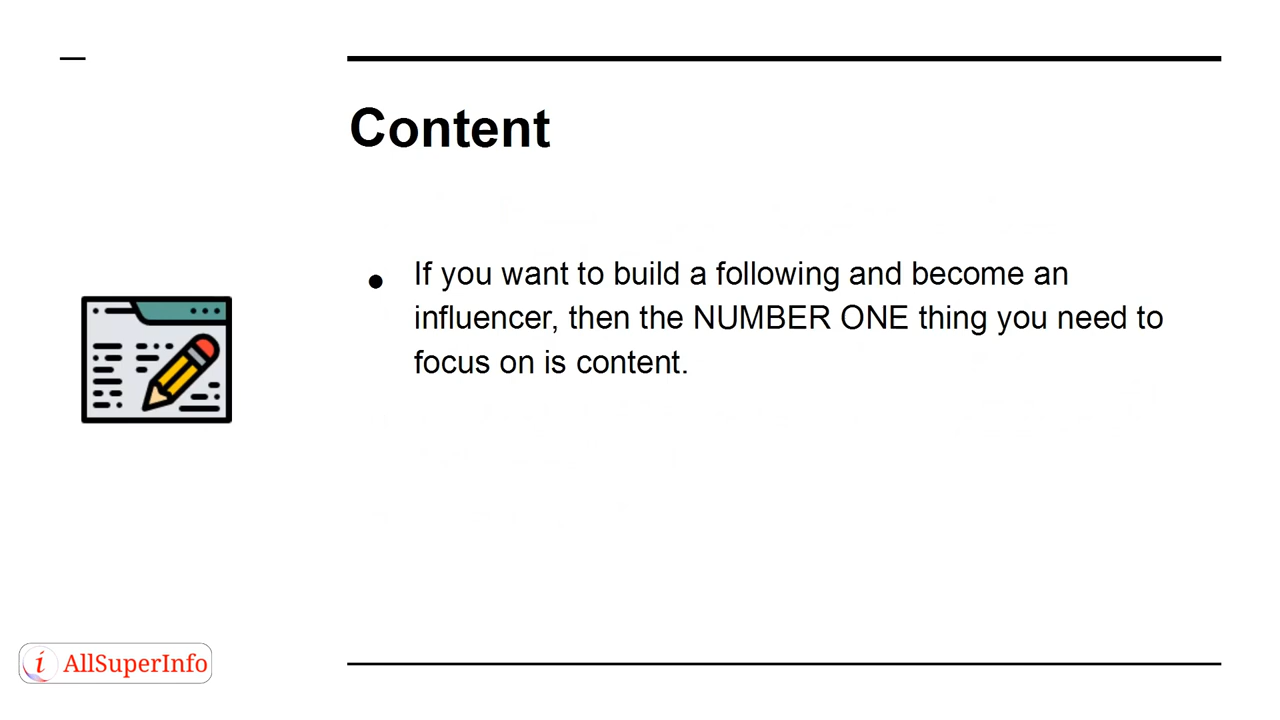 Content
● If you want to build a following and become an
influencer, then the NUMBER ONE thing you need to
focus on is content.
i AllSuperInfo